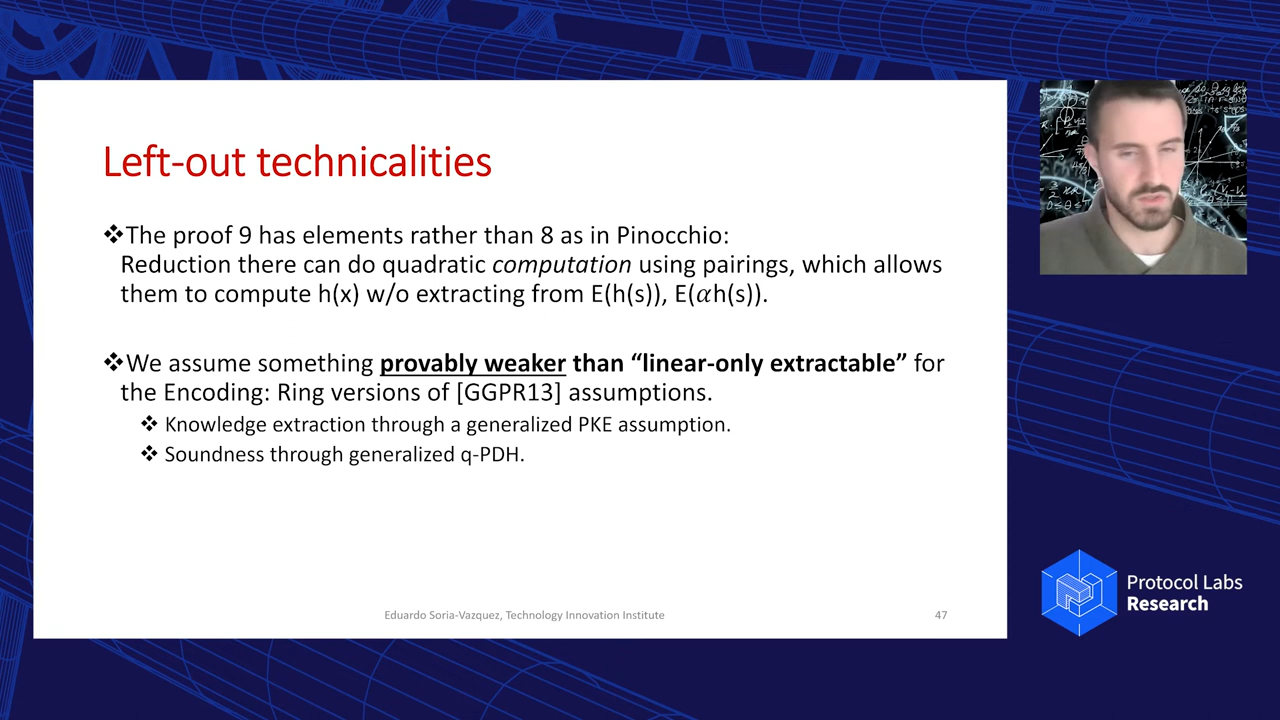 Left-out technicalities
❖The proof 9 has elements rather than 8 as in Pinocchio:
Reduction there can do quadratic computation using pairings, which allows
them to compute h(x) w/o extracting from E(h(s)), E(𝛼h(s)).
❖We assume something provably weaker than “linear-only extractable” for
the Encoding: Ring versions of [GGPR13] assumptions.
❖ Knowledge extraction through a generalized PKE assumption.
❖ Soundness through generalized q-PDH.
Eduardo Soria-Vazquez, Technology Innovation Institute
47
Protocol Labs
Research